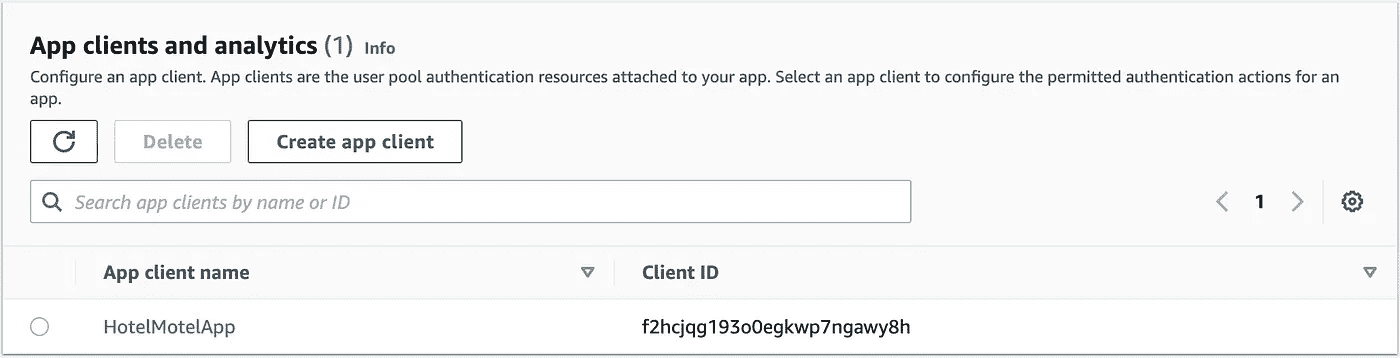 App clients and analytics (1) Info
Configure an app client. App clients are the user pool authentication resources attached to your app. Select an app client to configure the permitted authentication actions for an
app.
Delete Create app client
Search app clients by name or ID 1
App client name Client ID
HotelMotelApp f2hcjqg193o0egkwp7ngawy8h